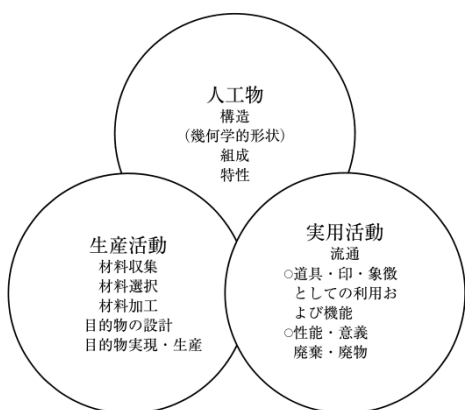 人工物
構造
(幾何学的形状)
組成
特性
生産活動
材料収集
材料選択
材料加工
目的物の設計
目的物実現・生産
実用活動
流通
○道具・印・象徴
としての利用お
よび機能
○性能・意義
廃棄・廃物